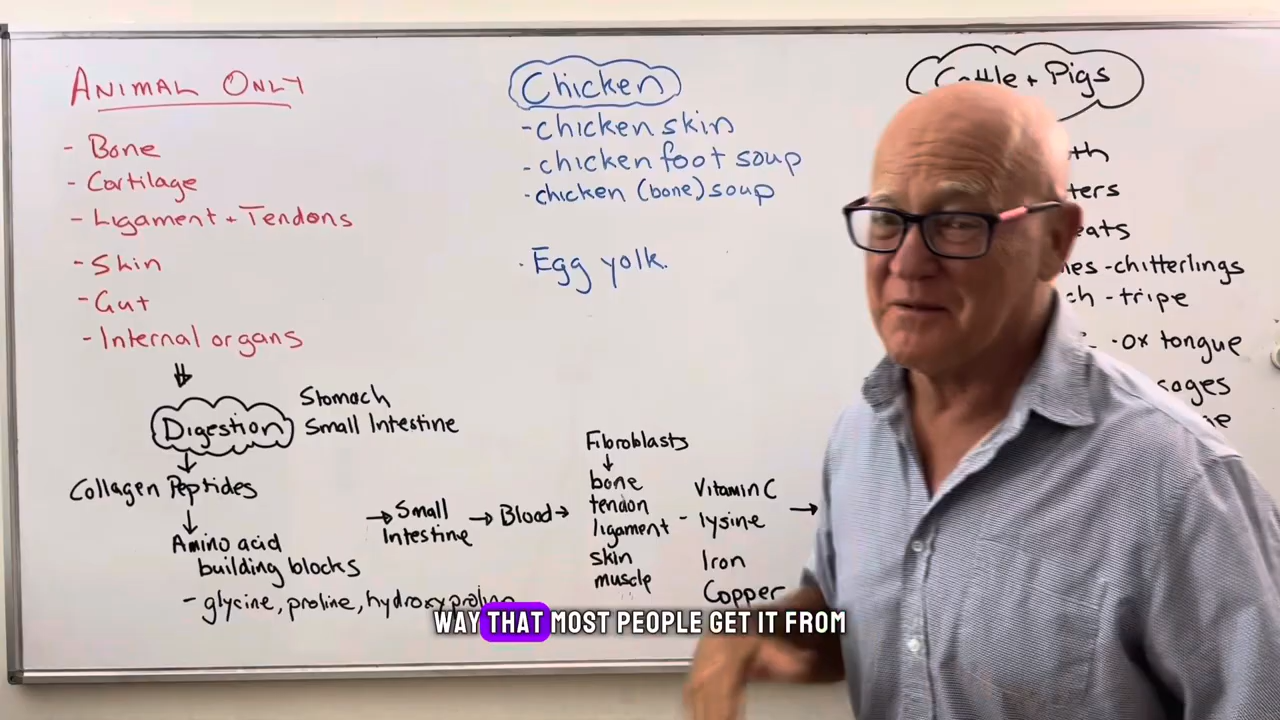 ANIMAL ONLY
- Bone
- Cartilage
- Ligament + Tendons
- Skin
- Gut
- Internal organs
Digestion
Stomach
Small Intestine
Collagen Peptides
Amino acid
building blocks
- glycine, proline, hydroxyproline
→ Small
Intestine
→ Blood →
Chicken
- chicken skin
- chicken foot soup
- chicken (bone) soup
· Egg yolk.
Fibroblasts
bone
tendon
ligament -
skin
muscle
Vitamin C
lysine
Iron
Copper
Cattle + Pigs
- chitterlings
- tripe
- ox tongue
WAY THAT MOST PEOPLE GET IT FROM